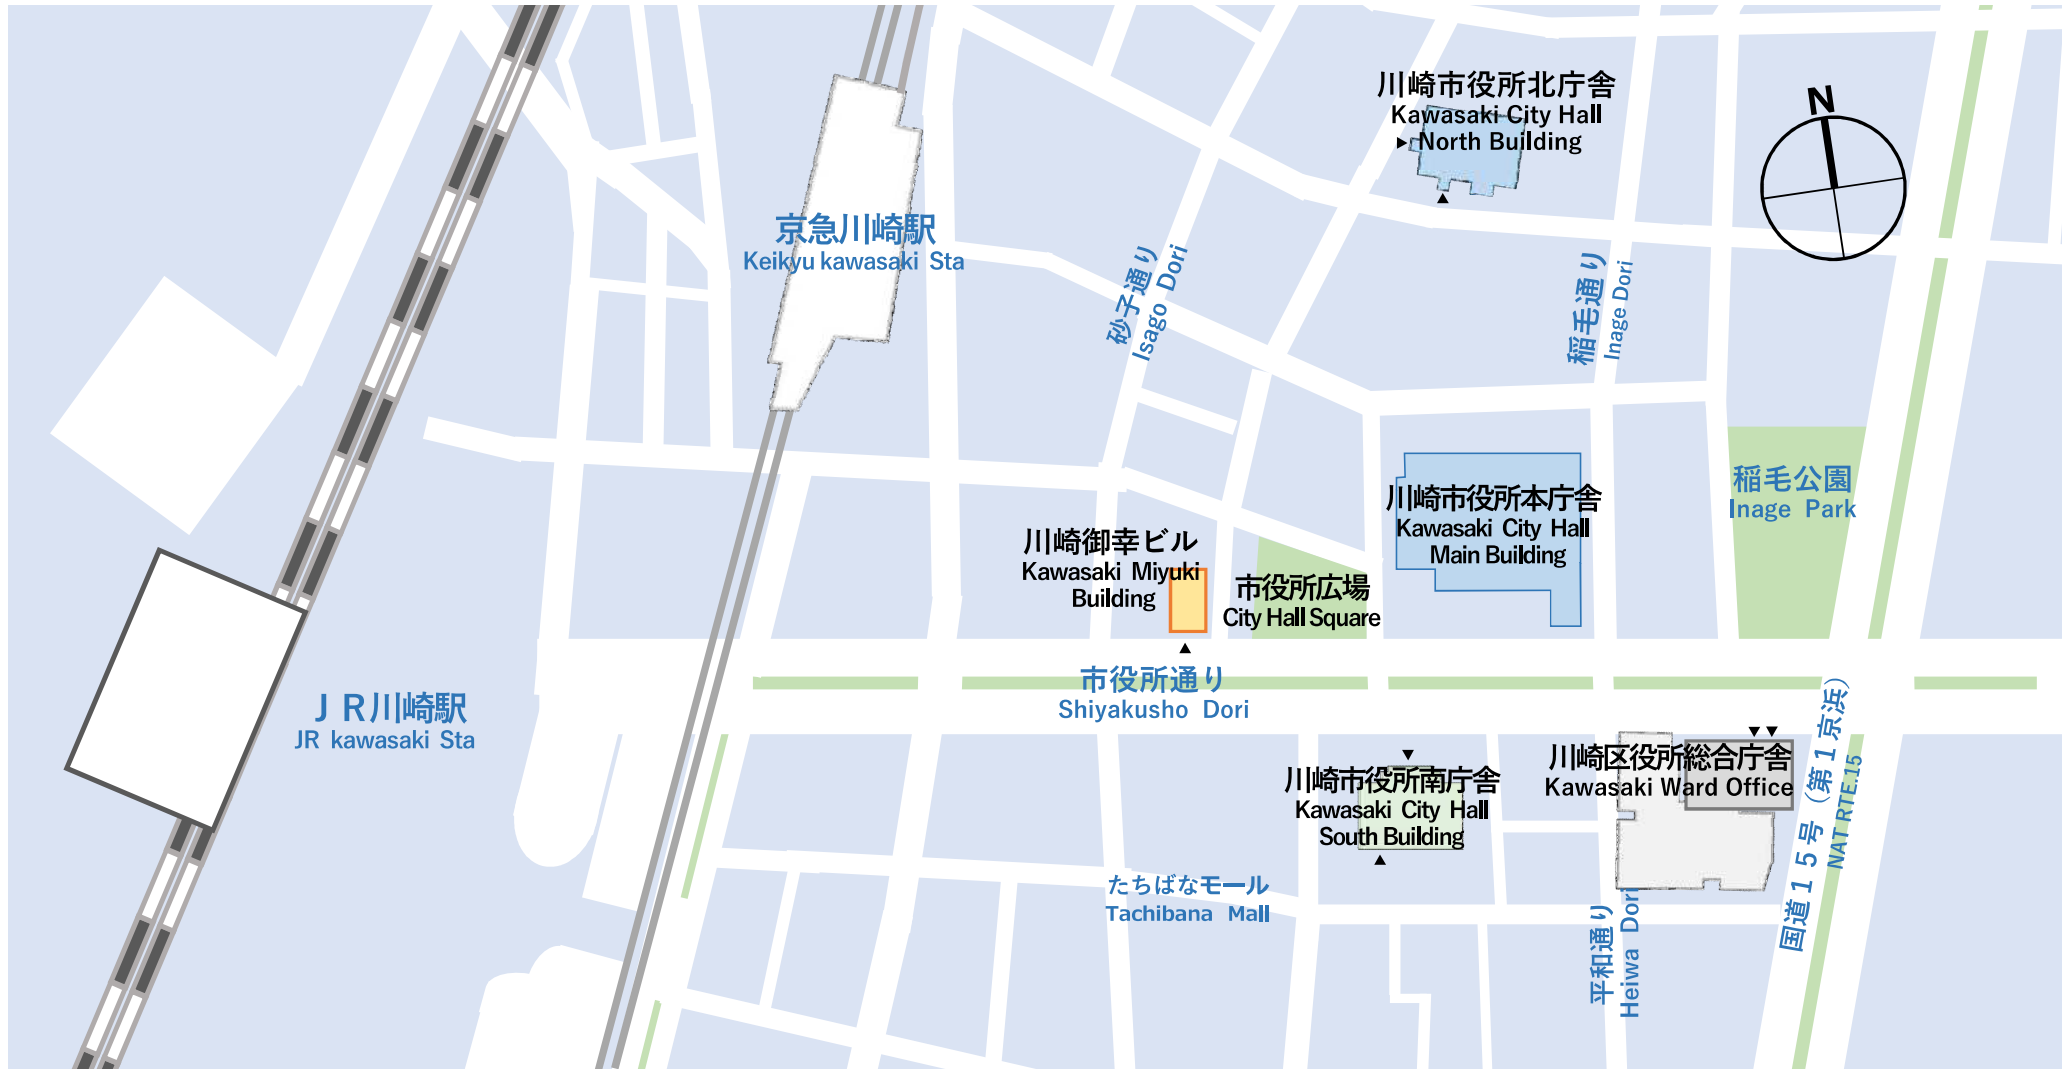 川崎市役所北庁舎
Kawasaki City Hall
North Building
N
京急川崎駅
Keikyu kawasaki Sta
砂子通り
Isago Dori
稲毛通り
Inage Dori
稲毛公園
Inage Park
川崎市役所本庁舎
Kawasaki City Hall
Main Building
川崎御幸ビル
Kawasaki Miyuki
Building
市役所広場
City Hall Square
市役所通り
Shiyakusho Dori
ＪＲ川崎駅
JR kawasaki Sta
川崎市役所南庁舎
Kawasaki City Hall
South Building
川崎区役所総合庁舎
Kawasaki Ward Office
国道１５号（第１京浜）
NAT RTE.15
たちばなモール
Tachibana Mall
平和通り
Heiwa Dori